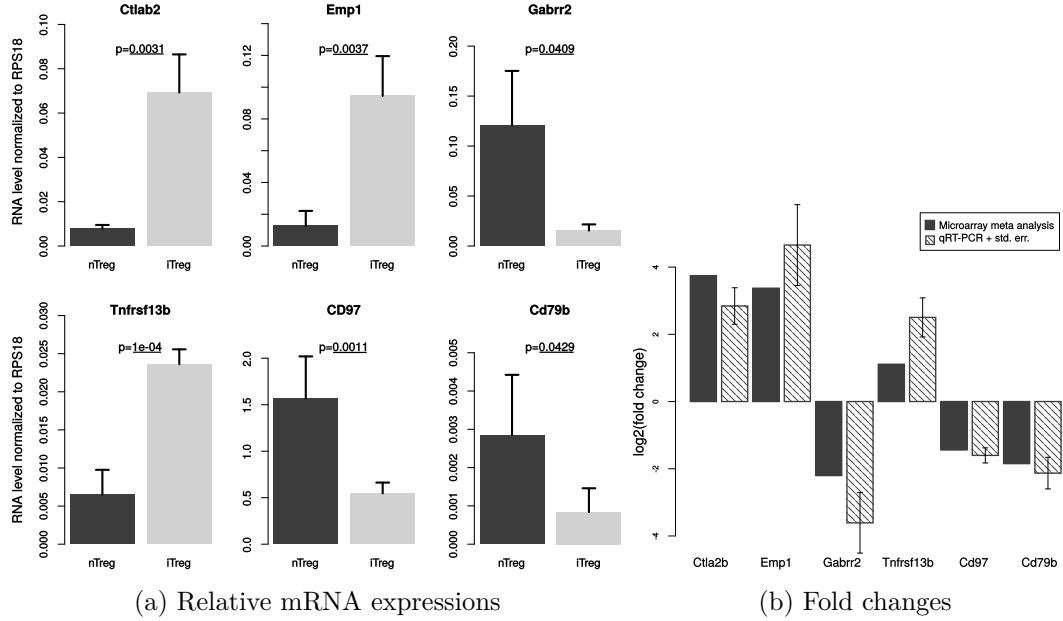 Ctlab2
Emp1
Gabrr2
RNA level normalized to RPS18
0.00 0.02 0.04 0.06 0.08 0.10
p=0.0031
nTreg iTreg
0.00 0.04 0.08 0.12
p=0.0037
nTreg iTreg
0.00 0.05 0.10 0.15 0.20
p=0.0409
nTreg iTreg
Tnfrsf13b
CD97
Cd79b
RNA level normalized to RPS18
0.000 0.005 0.010 0.015 0.020 0.025 0.030
p=1e-04
nTreg iTreg
0.0 0.5 1.0 1.5 2.0
p=0.0011
nTreg iTreg
0.000 0.001 0.002 0.003 0.004 0.005
p=0.0429
nTreg iTreg
(a) Relative mRNA expressions
Microarray meta analysis
qRT-PCR + std. err.
log2(fold change)
-4 -2 0 2 4
Ctla2b Emp1 Gabrr2 Tnfrsf13b Cd97 Cd79b
(b) Fold changes